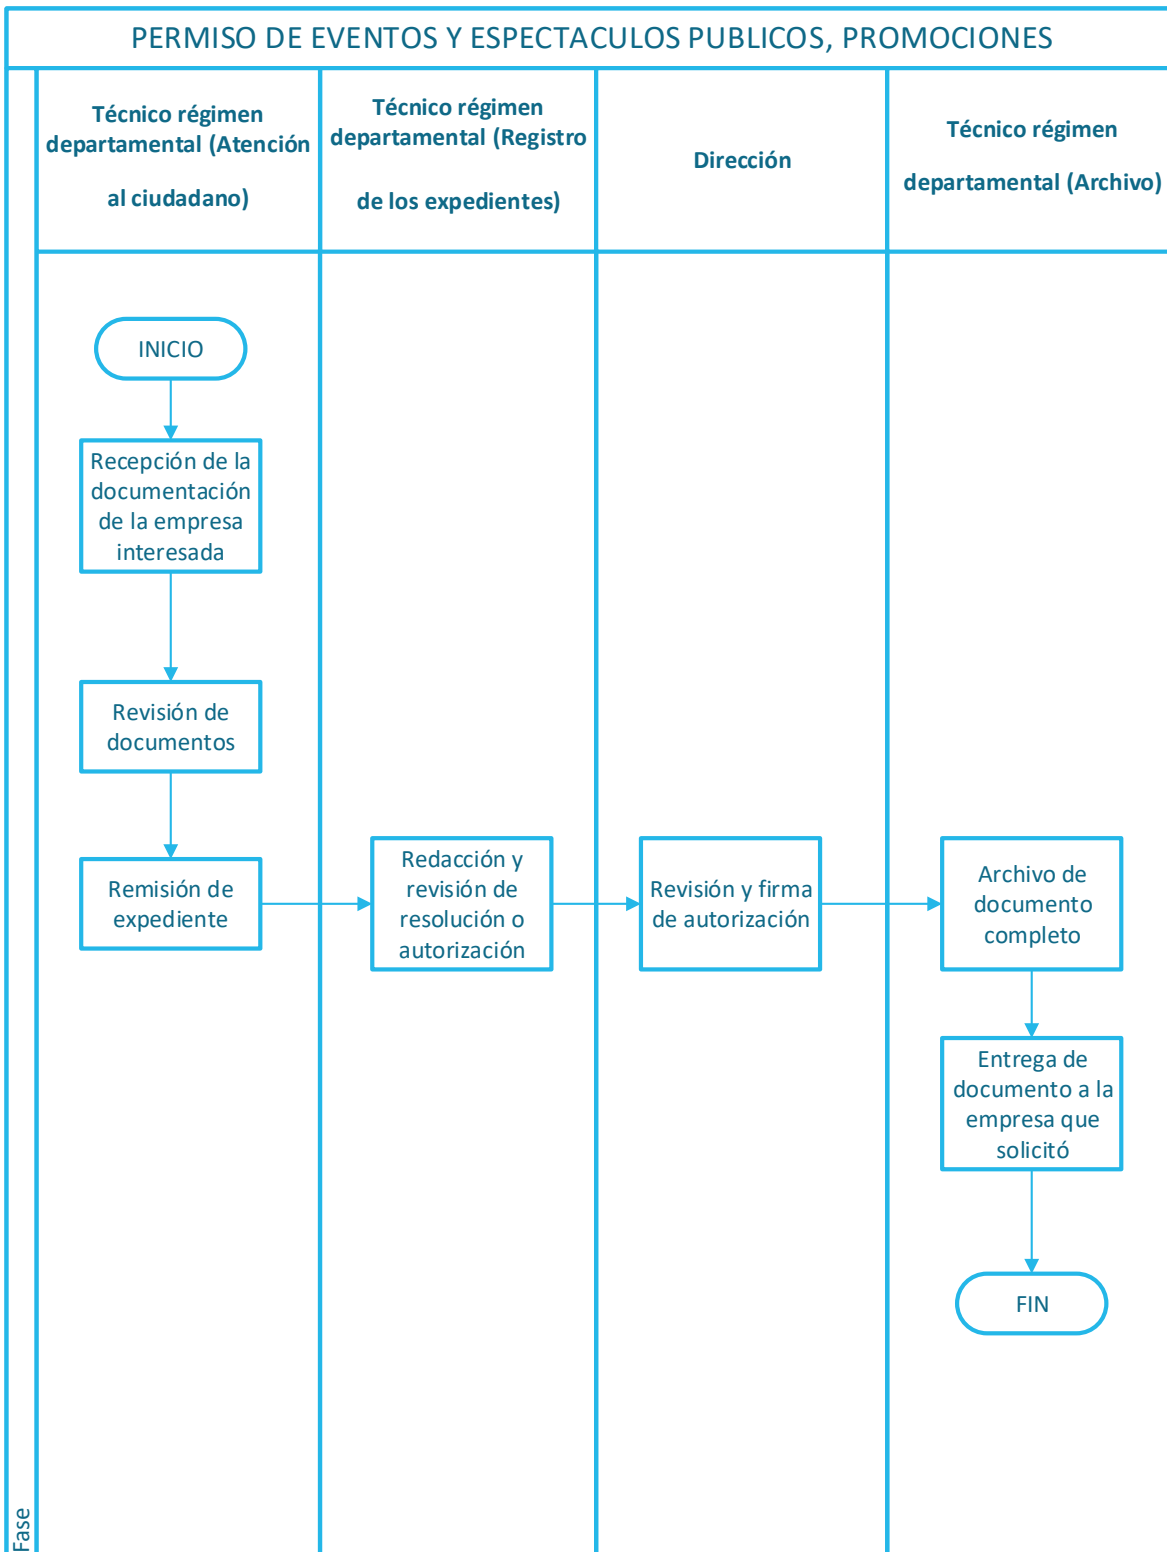 PERMISO DE EVENTOS Y ESPECTACULOS PUBLICOS, PROMOCIONES
Técnico régimen
departamental (Atención
al ciudadano)
Técnico régimen
departamental (Registro
de los expedientes)
Dirección
Técnico régimen
departamental (Archivo)
INICIO
Recepción de la
documentación
de la empresa
interesada
Revisión de
documentos
Remisión de
expediente
Redacción y
revisión de
resolución o
autorización
Revisión y firma
de autorización
Archivo de
documento
completo
Entrega de
documento a la
empresa que
solicitó
FIN
Fase